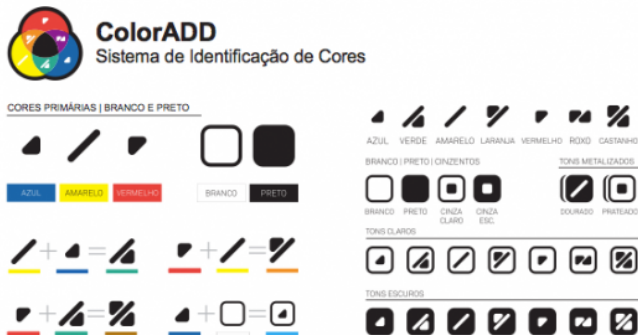 ColorADD
Sistema de Identificação de Cores
CORES PRIMÁRIAS | BRANCO E PRETO
AZUL AMARELO VERMELHO BRANCO PRETO
AZUL VERDE AMARELO LARANJA VERMELHO ROXO CASTANHO
BRANCO | PRETO | CINZENTOS
TONS METALIZADOS
BRANCO PRETO CINZA CLARO CINZA ESC. DOURADO PRATEADO
TONS CLAROS
TONS ESCUROS